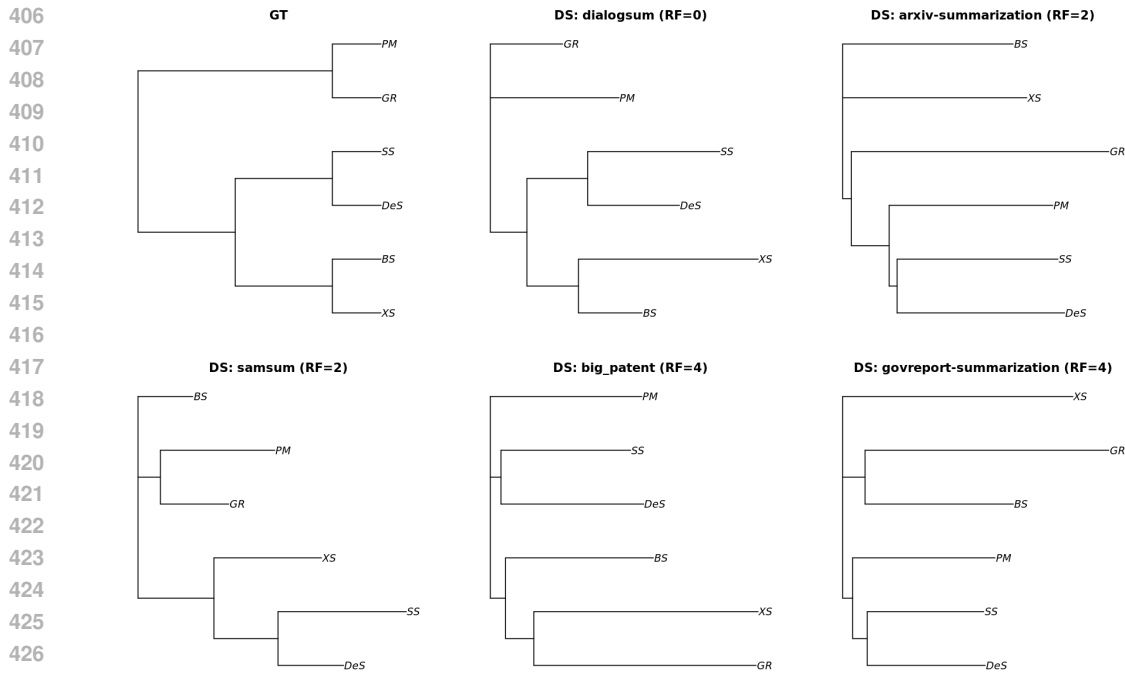 406
407
408
409
410
411
412
413
414
415
416
417
418
419
420
421
422
423
424
425
426
GT
PM
GR
SS
DeS
BS
XS
DS: dialogsum (RF=0)
GR
PM
SS
DeS
XS
BS
DS: arxiv-summarization (RF=2)
BS
XS
GR
PM
SS
DeS
DS: samsum (RF=2)
BS
PM
GR
XS
SS
DeS
DS: big_patent (RF=4)
PM
SS
DeS
BS
XS
GR
DS: govreport-summarization (RF=4)
XS
GR
BS
PM
SS
DeS